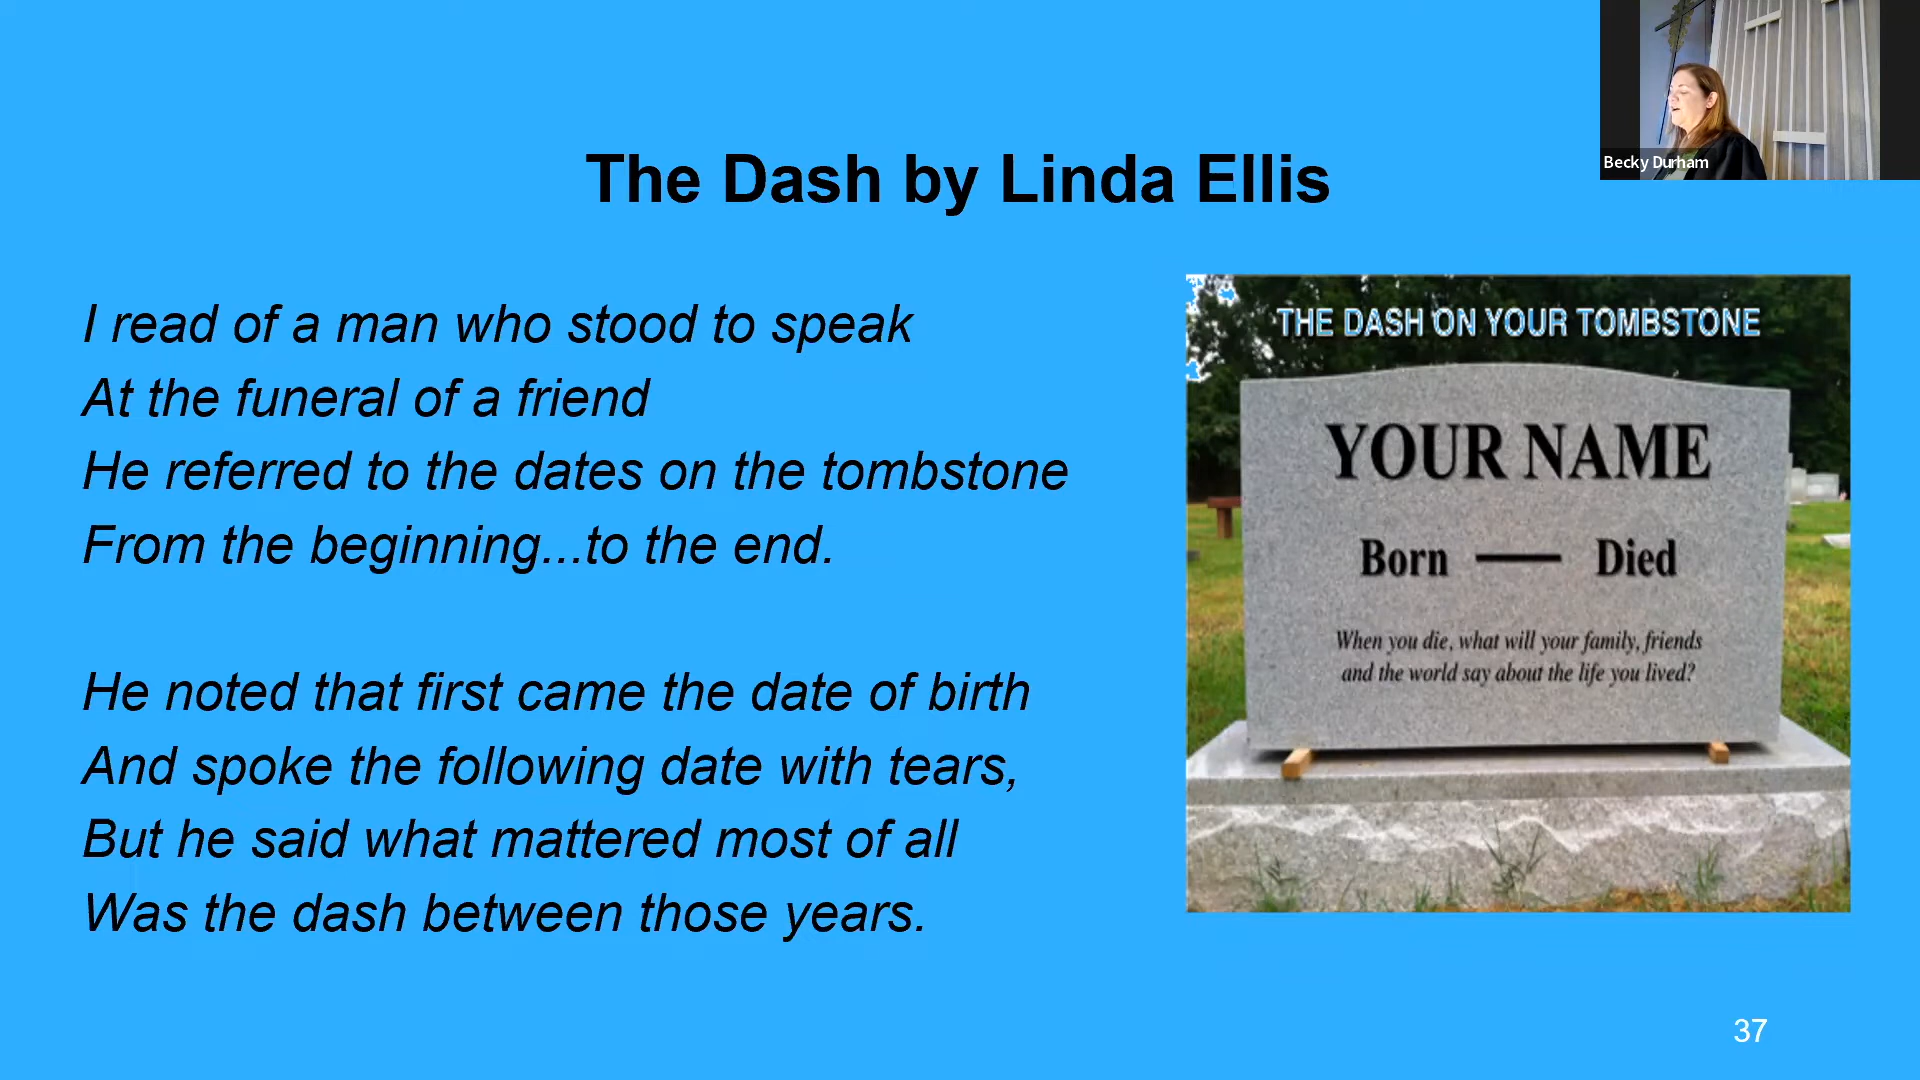 Becky Durham
The Dash by Linda Ellis
I read of a man who stood to speak
At the funeral of a friend
He referred to the dates on the tombstone
From the beginning...to the end.
He noted that first came the date of birth
And spoke the following date with tears,
But he said what mattered most of all
Was the dash between those years.
THE DASH ON YOUR TOMBSTONE
YOUR NAME
Born — Died
When you die, what will your family, friends
and the world say about the life you lived?
37